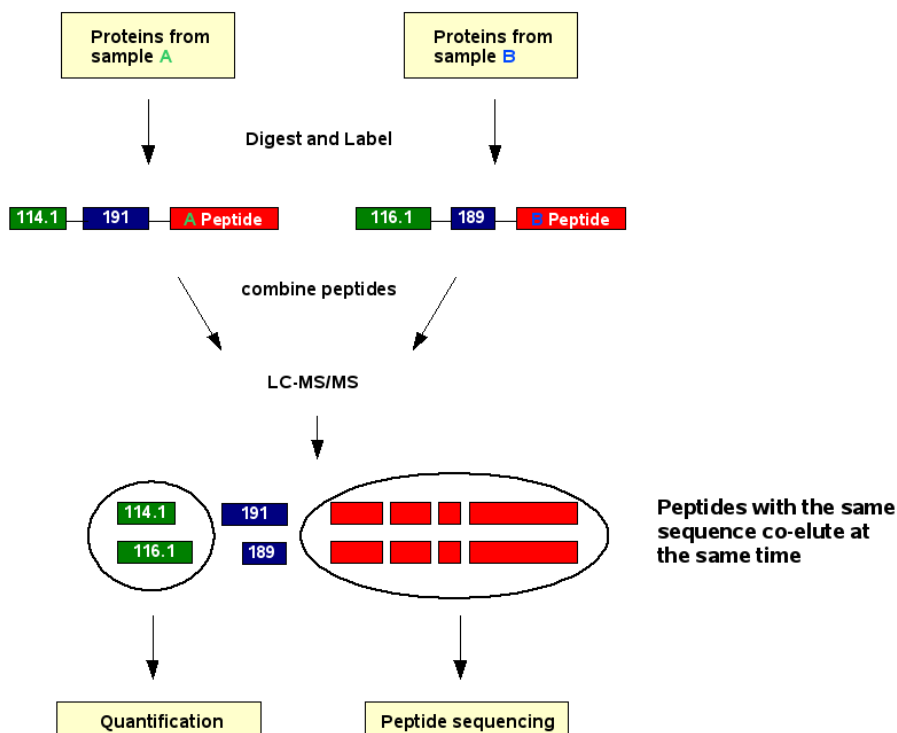 Proteins from
sample A
Proteins from
sample B
Digest and Label
114.1
191
A Peptide
116.1
189
B Peptide
combine peptides
LC-MS/MS
114.1
191
116.1
189
Peptides with the same
sequence co-elute at
the same time
Quantification
Peptide sequencing